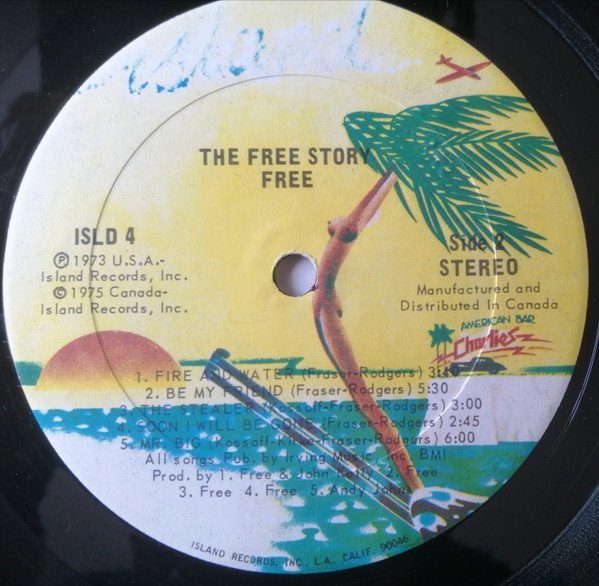 island
THE FREE STORY
FREE
ISLD 4
Ⓟ 1973 U.S.A.-
Island Records, Inc.
© 1975 Canada-
Island Records, Inc.
Side 2
STEREO
Manufactured and
Distributed In Canada
AMERICAN BAR
Charlies
1. FIRE AND WATER (Fraser-Rodgers) 3:40
2. BE MY FRIEND (Fraser-Rodgers) 5:30
3. THE STEALER (Kossoff-Fraser-Rodgers) 3:00
4. SOON I WILL BE GONE (Fraser-Rodgers) 2:45
5. MR. BIG (Kossoff-Kirke-Fraser-Rodgers) 6:00
All songs Pub. by Irving Music, Inc. BMI
Prod. by 1. Free & John Kelly 2. Free
3. Free 4. Free 5. Andy Johns
ISLAND RECORDS, INC., L.A., CALIF. 90046